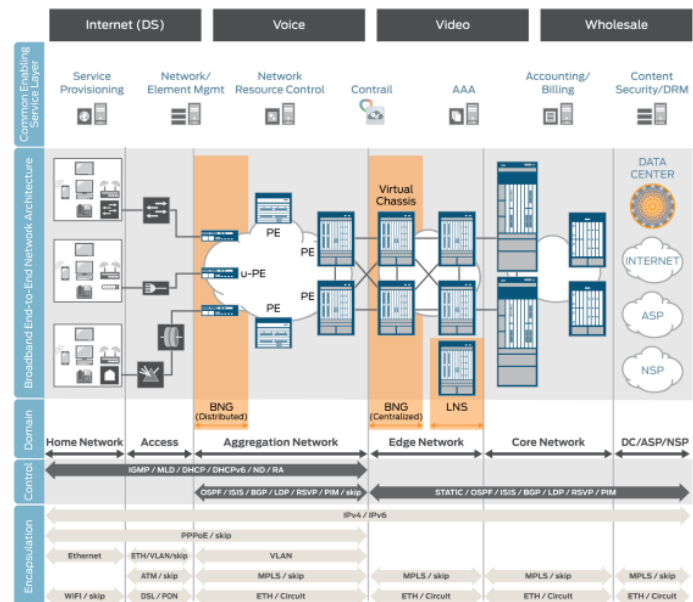 Internet (DS)
Voice
Video
Wholesale
Common Enabling
Service Layer
Service
Provisioning
Network/
Element Mgmt
Network
Resource Control
Contrail
AAA
Accounting/
Billing
Content
Security/DRM
Broadband End-to-End Network Architecture
Virtual
Chassis
DATA
CENTER
PE
PE
u-PE
INTERNET
PE
PE
ASP
NSP
BNG
(Distributed)
BNG
(Centralized)
LNS
Domain
Home Network
Access
Aggregation Network
Edge Network
Core Network
DC/ASP/NSP
Control
IGMP / MLD / DHCP / DHCPv6 / ND / RA
OSPF / ISIS / BGP / LDP / RSVP / PIM / skip
STATIC / OSPF / ISIS / BGP / LDP / RSVP / PIM
Encapsulation
IPv4 / IPv6
PPPoE / skip
Ethernet
ETH/VLAN/skip
VLAN
ATM / skip
MPLS / skip
MPLS / skip
MPLS / skip
MPLS / skip
WIFI / skip
DSL / PON
ETH / Circuit
ETH / Circuit
ETH / Circuit
ETH / Circuit